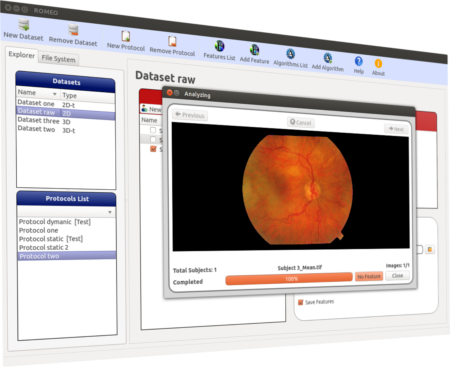 ROMEO
New Dataset Remove Dataset New Protocol Remove Protocol Features List Add Feature Algorithms List Add Algorithm Help About
Explorer File System
Datasets
Name Type
Dataset one 2D-t
Dataset raw 2D
Dataset three 3D
Dataset two 3D-t
Protocols List
Protocol dymanic [Test]
Protocol one
Protocol static [Test]
Protocol static 2
Protocol two
Dataset raw
New
Name
Analyzing
Previous
Cancel
Next
Total Subjects: 1 Subject 3_Mean.tif Images: 1/1
Completed 100% No Feature Close
Save Features